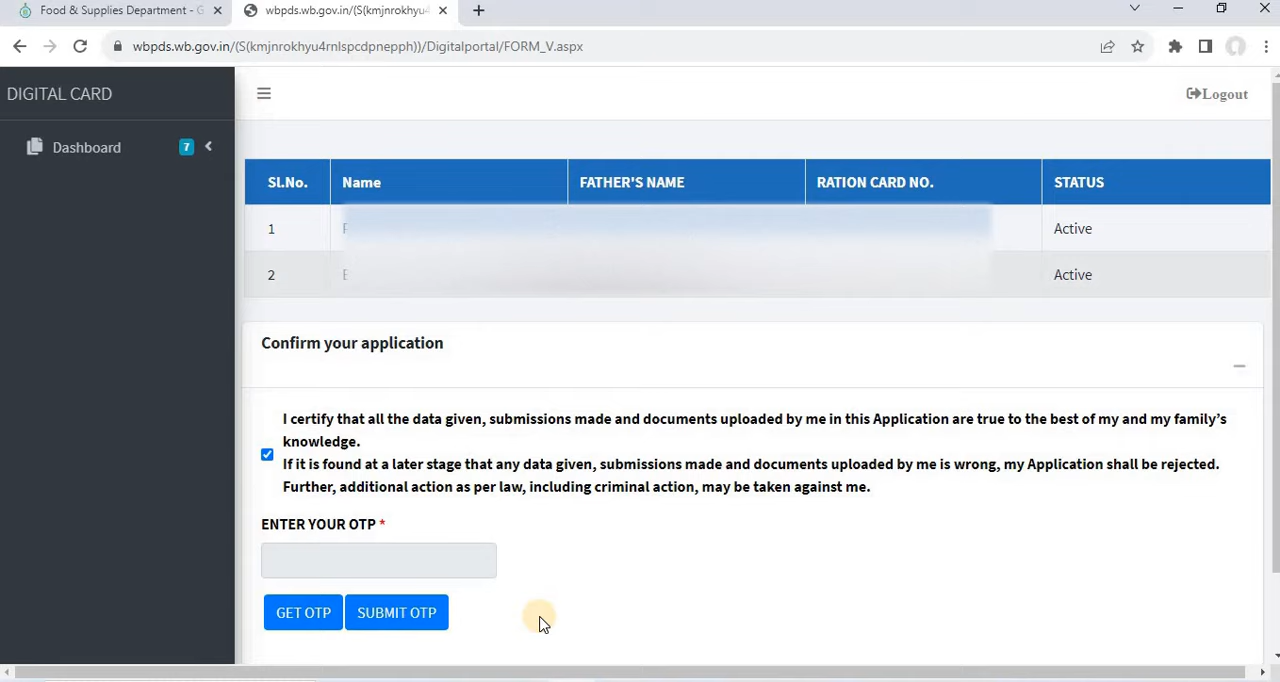 Food & Supplies Department - G
wbpds.wb.gov.in/(S(kmjnrokhyu4
wbpds.wb.gov.in/(S(kmjnrokhyu4rnlspcdpnepph))/Digitalportal/FORM_V.aspx
DIGITAL CARD
Logout
Dashboard 7
Sl.No. Name FATHER'S NAME RATION CARD NO. STATUS
1 Active
2 Active
Confirm your application
I certify that all the data given, submissions made and documents uploaded by me in this Application are true to the best of my and my family’s
knowledge.
If it is found at a later stage that any data given, submissions made and documents uploaded by me is wrong, my Application shall be rejected.
Further, additional action as per law, including criminal action, may be taken against me.
ENTER YOUR OTP *
GET OTP SUBMIT OTP